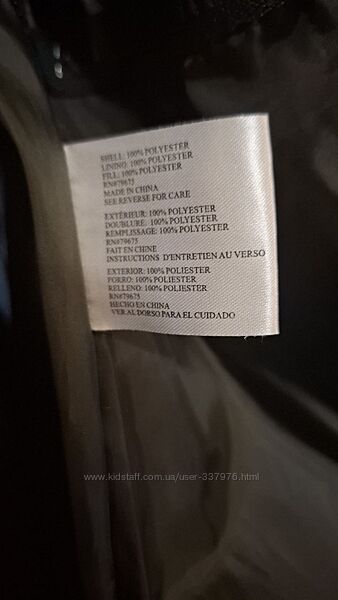 SHELL: 100% POLYESTER
LINING: 100% POLYESTER
FILL: 100% POLYESTER
RN#79675
MADE IN CHINA
SEE REVERSE FOR CARE
EXTÉRIEUR: 100% POLYESTER
DOUBLURE: 100% POLYESTER
REMPLISSAGE: 100% POLYESTER
RN#79675
FAIT EN CHINE
INSTRUCTIONS D'ENTRETIEN AU VERSO
EXTERIOR: 100% POLIESTER
FORRO: 100% POLIESTER
RELLENO: 100% POLIESTER
RN#79675
HECHO EN CHINA
VER AL DORSO PARA EL CUIDADO
www.kidstaff.com.ua/user-337976.html